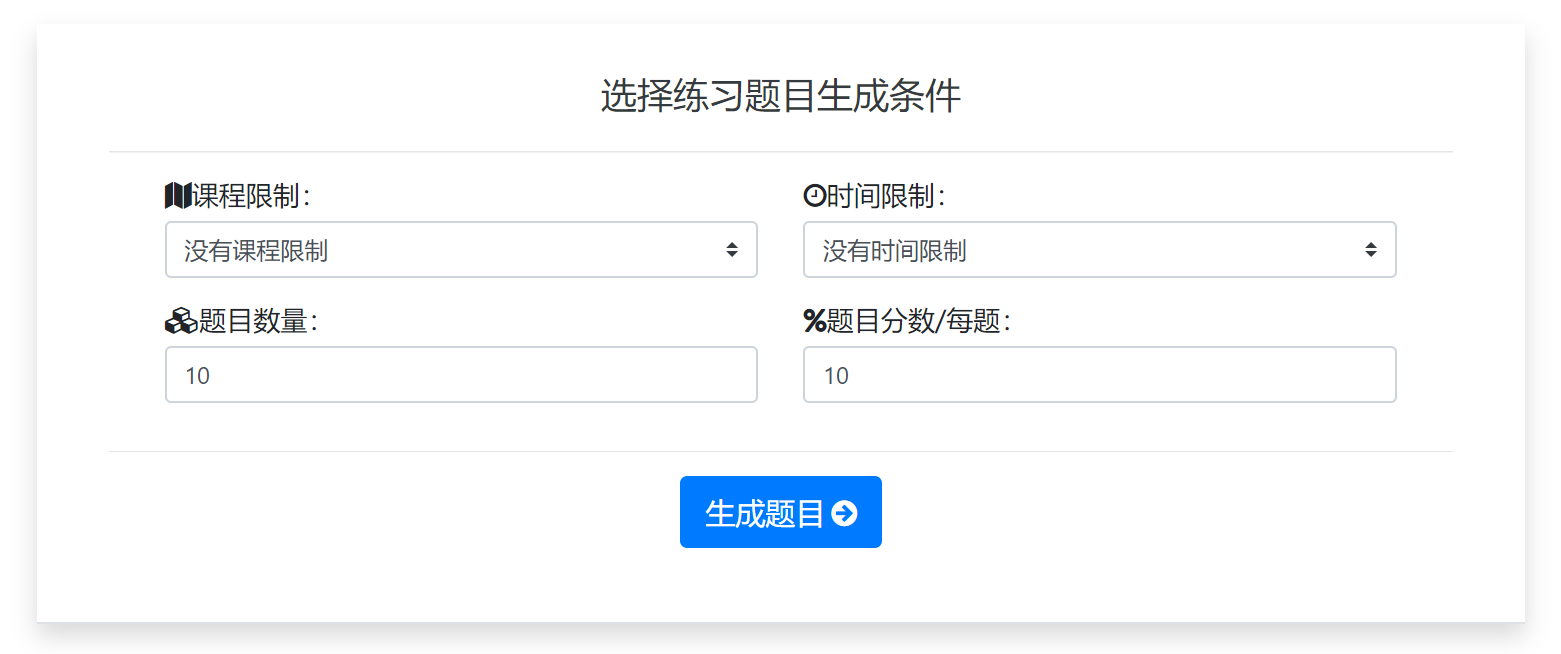 选择练习题目生成条件
课程限制：
时间限制：
没有课程限制
没有时间限制
题目数量：
题目分数/每题：
10
10
生成题目